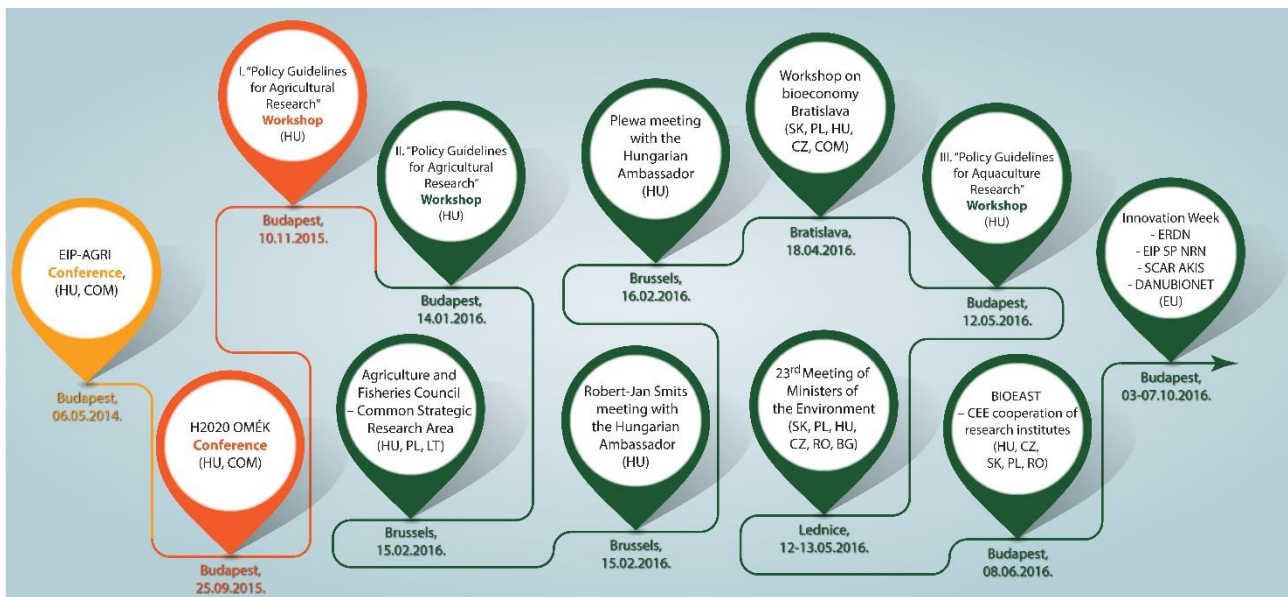 EIP-AGRI
Conference,
(HU, COM)
Budapest,
06.05.2014.
H2020 OMÉK
Conference
(HU, COM)
Budapest,
25.09.2015.
I. "Policy Guidelines
for Agricultural
Research"
Workshop
(HU)
Budapest,
10.11.2015.
II. "Policy Guidelines
for Agricultural
Research"
Workshop
(HU)
Budapest,
14.01.2016.
Agriculture and
Fisheries Council
– Common Strategic
Research Area
(HU, PL, LT)
Brussels,
15.02.2016.
Robert-Jan Smits
meeting with
the Hungarian
Ambassador
(HU)
Brussels,
15.02.2016.
Plewa meeting
with the
Hungarian
Ambassador
(HU)
Brussels,
16.02.2016.
Workshop on
bioeconomy
Bratislava
(SK, PL, HU,
CZ, COM)
Bratislava,
18.04.2016.
III. "Policy Guidelines
for Aquaculture
Research"
Workshop
(HU)
Budapest,
12.05.2016.
23rd Meeting of
Ministers of
the Environment
(SK, PL, HU,
CZ, RO, BG)
Lednice,
12-13.05.2016.
BIOEAST
– CEE cooperation of
research institutes
(HU, CZ,
SK, PL, RO)
Budapest,
08.06.2016.
Innovation Week
- ERDN
- EIP SP NRN
- SCAR AKIS
- DANUBIONET
(EU)
Budapest,
03-07.10.2016.